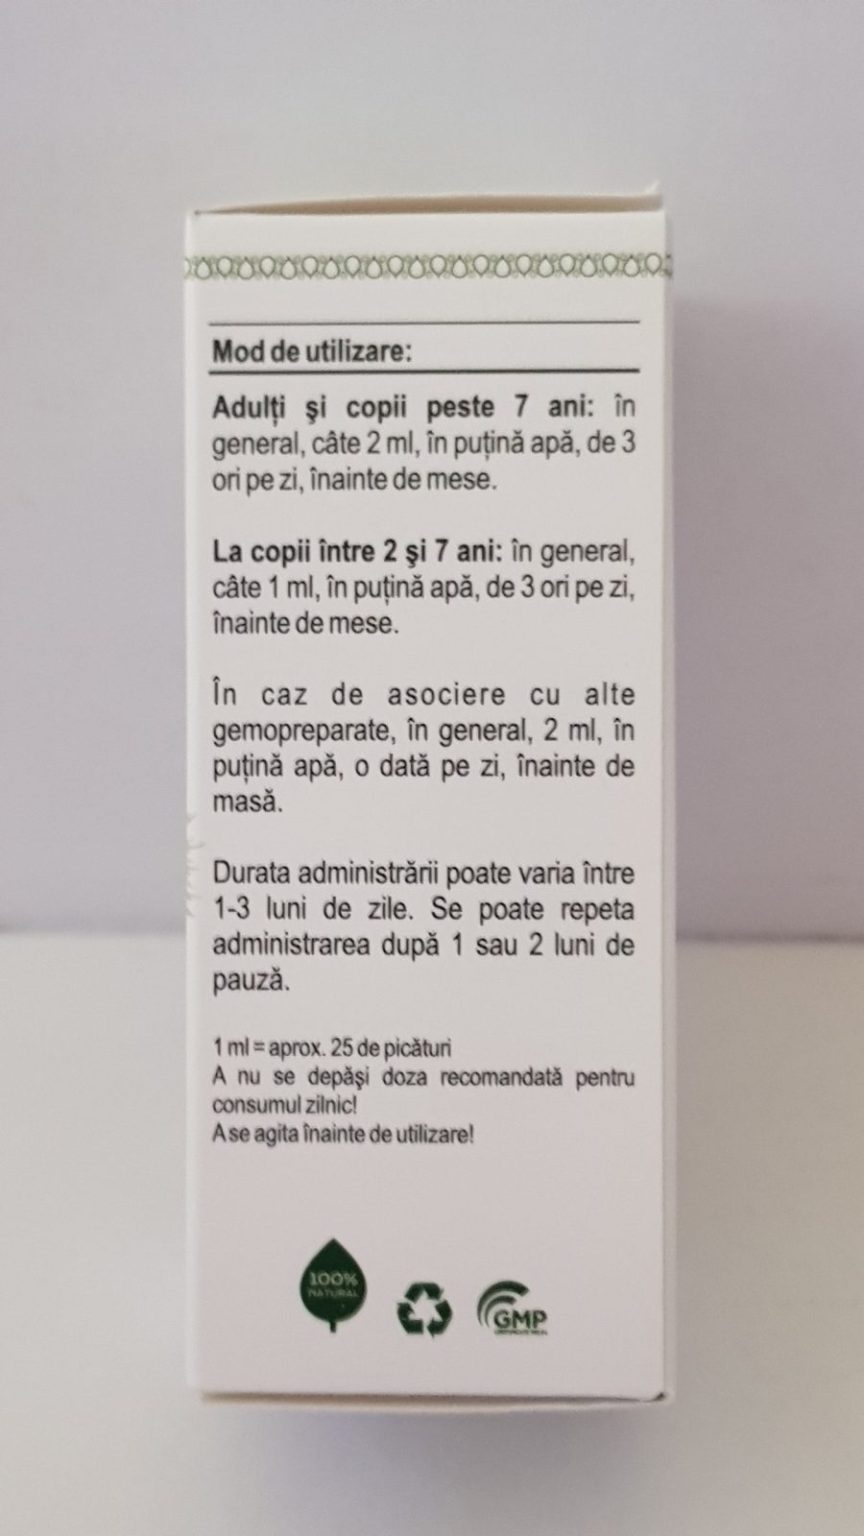 Mod de utilizare:
Adulți şi copii peste 7 ani: în
general, câte 2 ml, în puțină apă, de 3
ori pe zi, înainte de mese.
La copii între 2 şi 7 ani: în general,
câte 1 ml, în puțină apă, de 3 ori pe zi,
înainte de mese.
În caz de asociere cu alte
gemopreparate, în general, 2 ml, în
puțină apă, o dată pe zi, înainte de
masă.
Durata administrării poate varia între
1-3 luni de zile. Se poate repeta
administrarea după 1 sau 2 luni de
pauză.
1 ml = aprox. 25 de picături
A nu se depăşi doza recomandată pentru
consumul zilnic!
A se agita înainte de utilizare!
100%
NATURAL
GMP